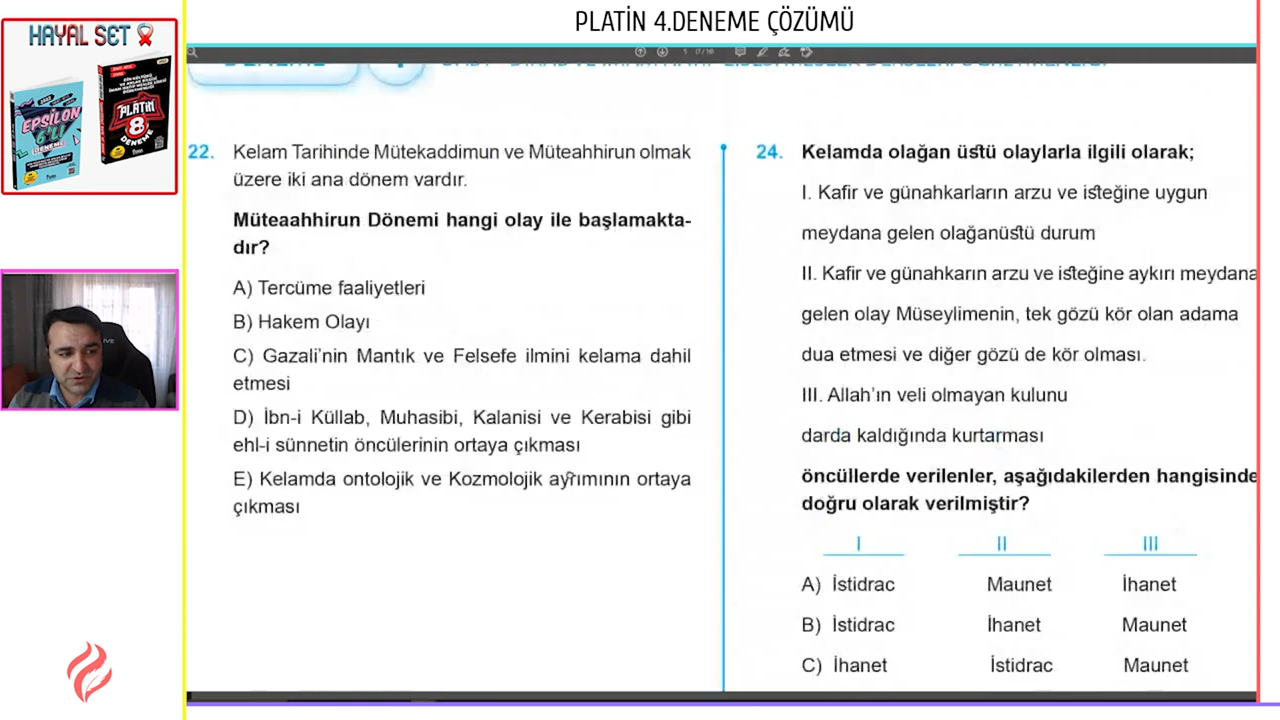 PLATİN 4.DENEME ÇÖZÜMÜ
HAYAL SET
EPSİLON
6'LI
DENEME
PLATİN
8
DENEME
22. Kelam Tarihinde Mütekaddimun ve Müteahhirun olmak
üzere iki ana dönem vardır.
Müteaahhirun Dönemi hangi olay ile başlamakta-
dır?
A) Tercüme faaliyetleri
B) Hakem Olayı
C) Gazali'nin Mantık ve Felsefe ilmini kelama dahil
etmesi
D) İbn-i Küllab, Muhasibi, Kalanisi ve Kerabisi gibi
ehl-i sünnetin öncülerinin ortaya çıkması
E) Kelamda ontolojik ve Kozmolojik ayrımının ortaya
çıkması
24. Kelamda olağan üstü olaylarla ilgili olarak;
I. Kafir ve günahkarların arzu ve isteğine uygun
meydana gelen olağanüstü durum
II. Kafir ve günahkarın arzu ve isteğine aykırı meydana
gelen olay Müseylimenin, tek gözü kör olan adama
dua etmesi ve diğer gözü de kör olması.
III. Allah'ın veli olmayan kulunu
darda kaldığında kurtarması
öncüllerde verilenler, aşağıdakilerden hangisinde
doğru olarak verilmiştir?
I II III
A) İstidrac Maunet İhanet
B) İstidrac İhanet Maunet
C) İhanet İstidrac Maunet